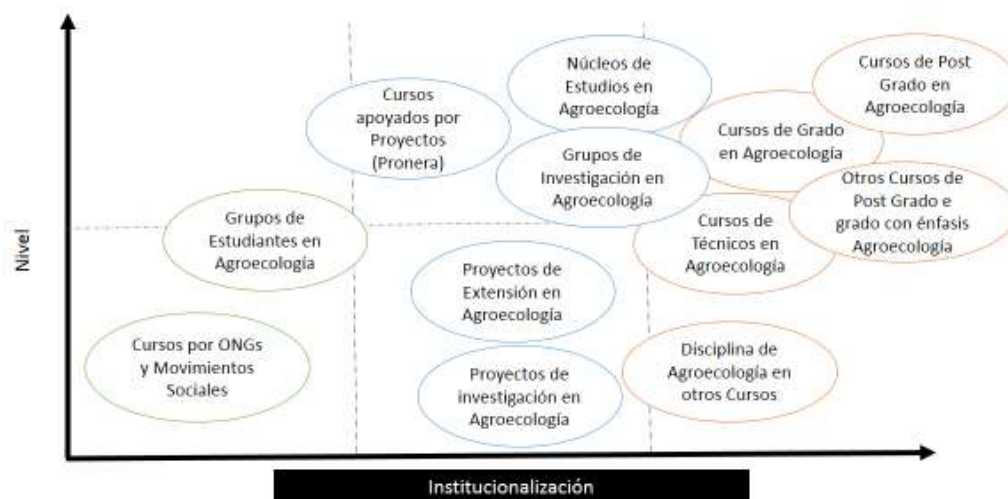 Núcleos de
Estudios en
Agroecología
Cursos de Post
Grado en
Agroecología
Cursos
apoyados por
Proyectos
(Pronera)
Cursos de Grado
en Agroecología
Grupos de
Investigación en
Agroecología
Otros Cursos de
Post Grado e
grado con énfasis
Agroecología
Grupos de
Estudiantes en
Agroecología
Cursos de
Técnicos en
Agroecología
Nivel
Proyectos de
Extensión en
Agroecología
Cursos por ONGs
y Movimientos
Sociales
Proyectos de
investigación en
Agroecología
Disciplina de
Agroecología en
otros Cursos
Institucionalización